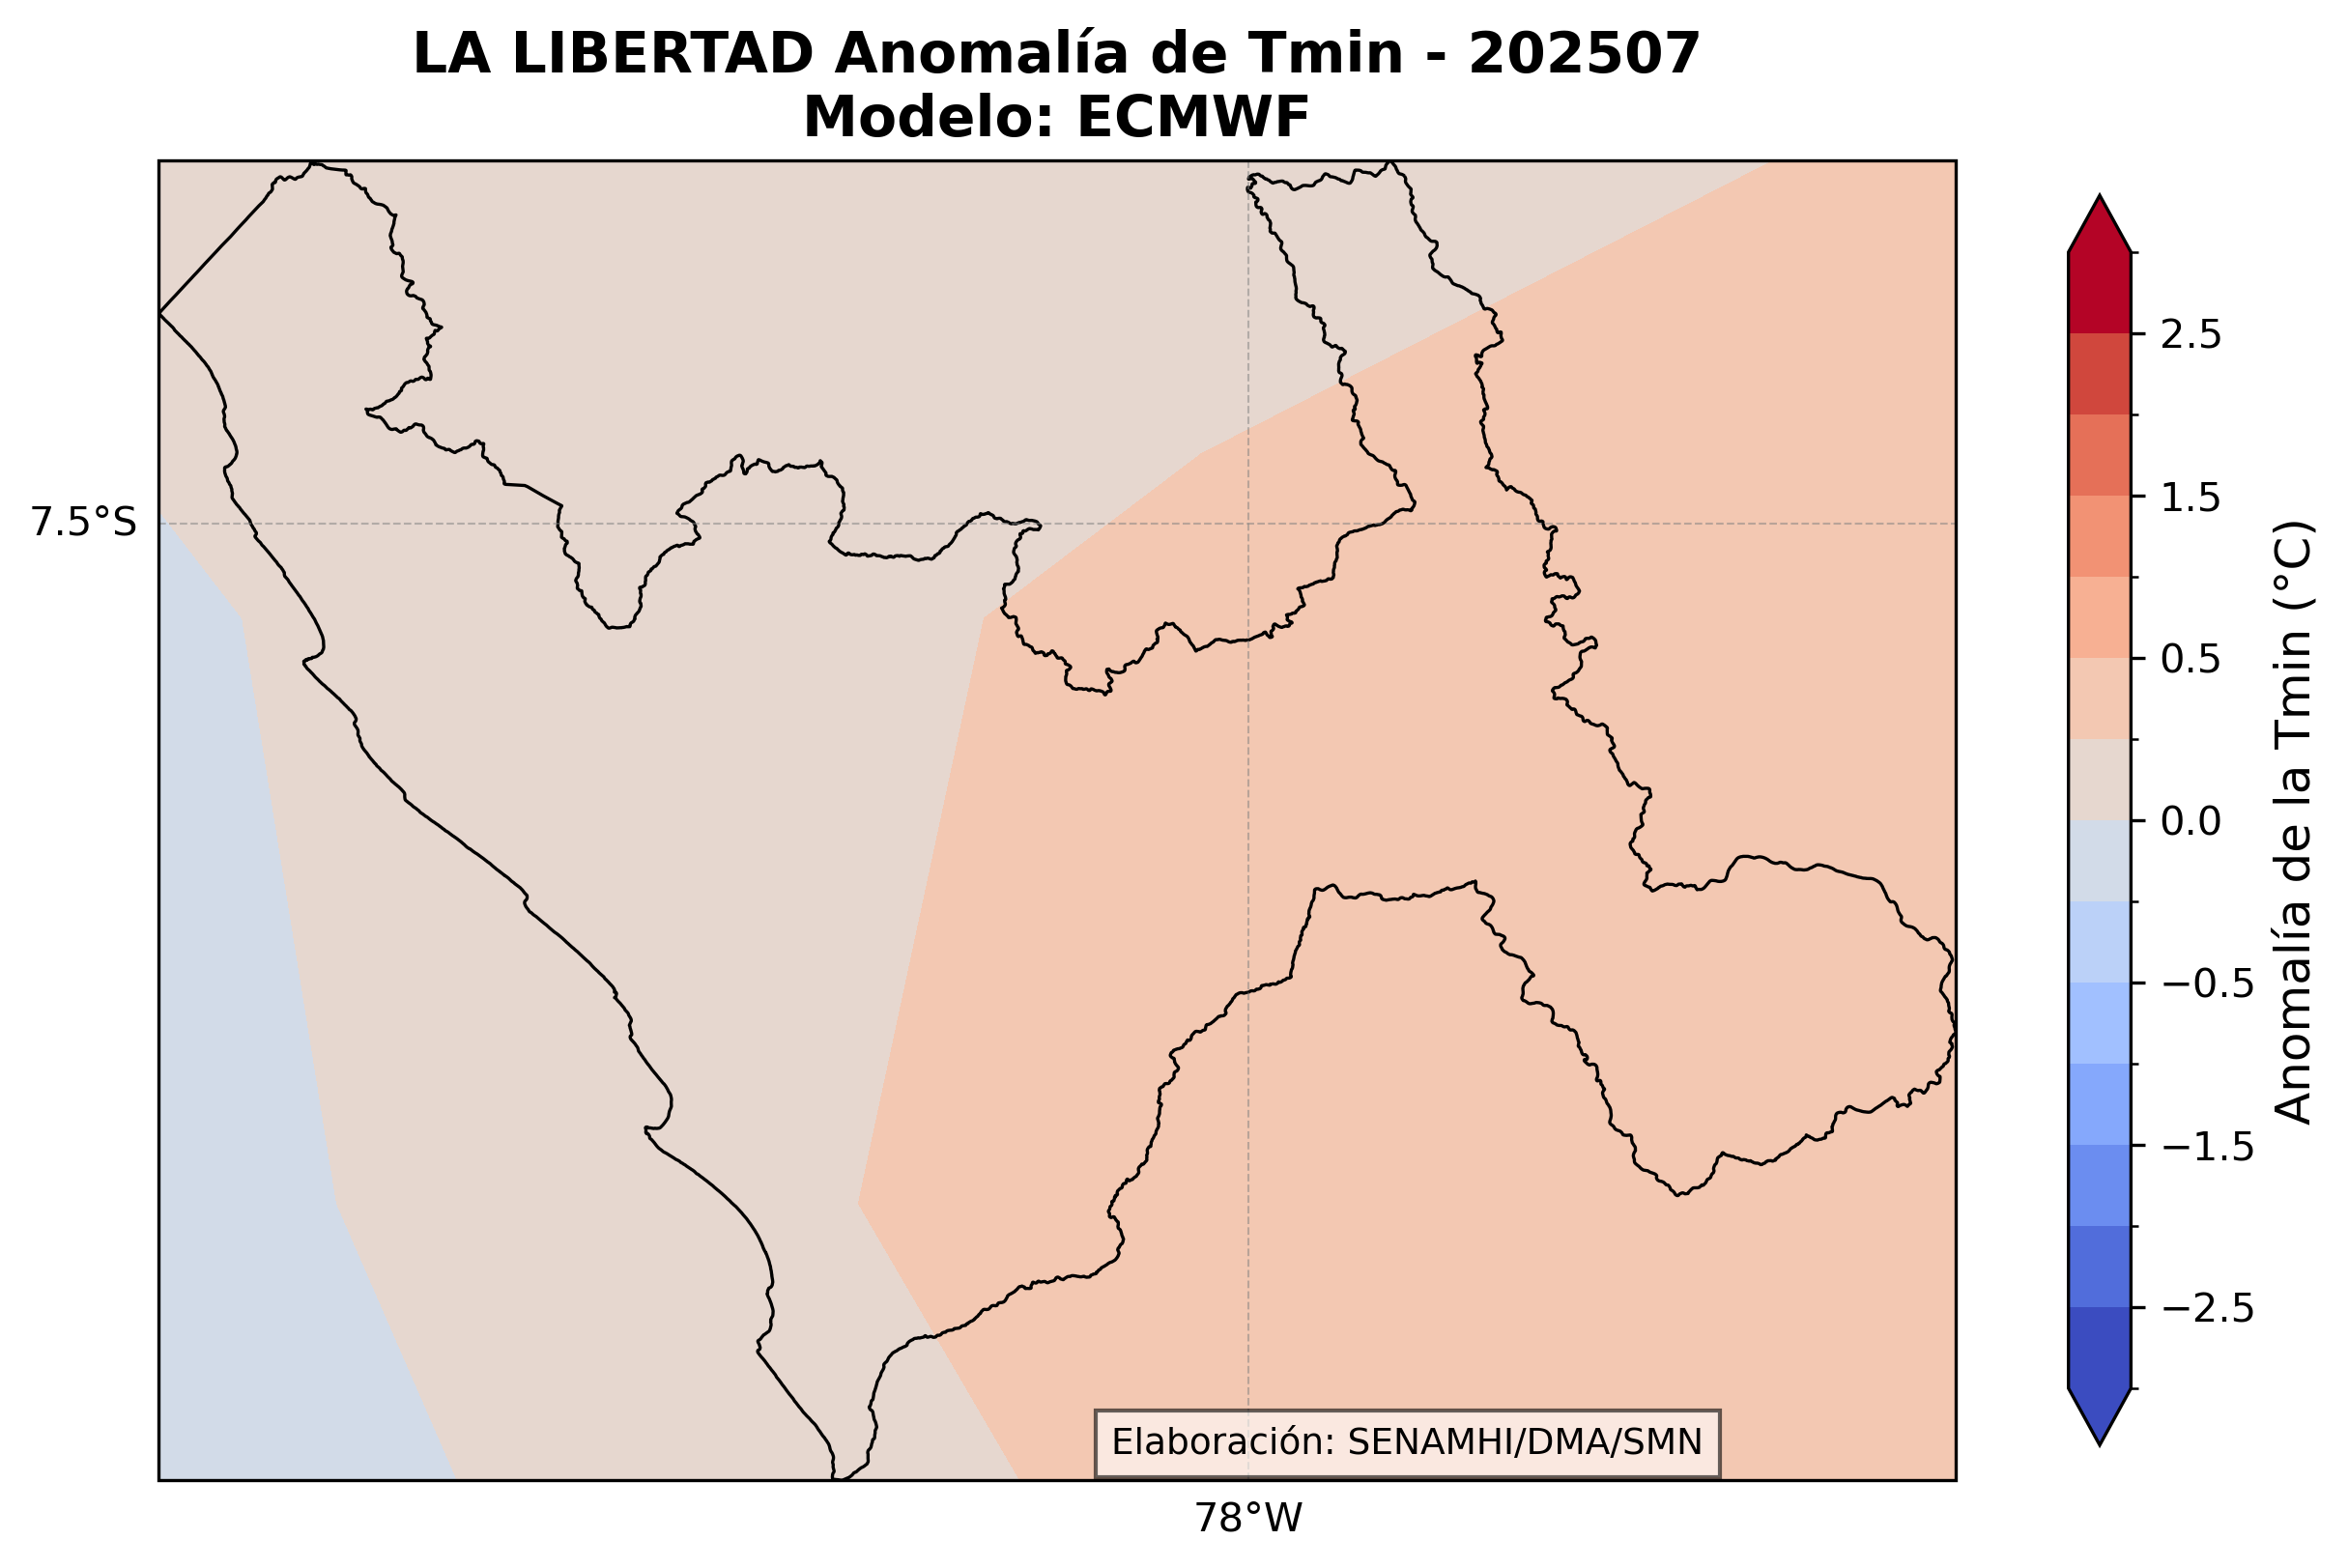 LA LIBERTAD Anomalía de Tmin - 202507
Modelo: ECMWF
7.5°S
78°W
Elaboración: SENAMHI/DMA/SMN
2.5
1.5
0.5
0.0
−0.5
−1.5
−2.5
Anomalía de la Tmin (°C)